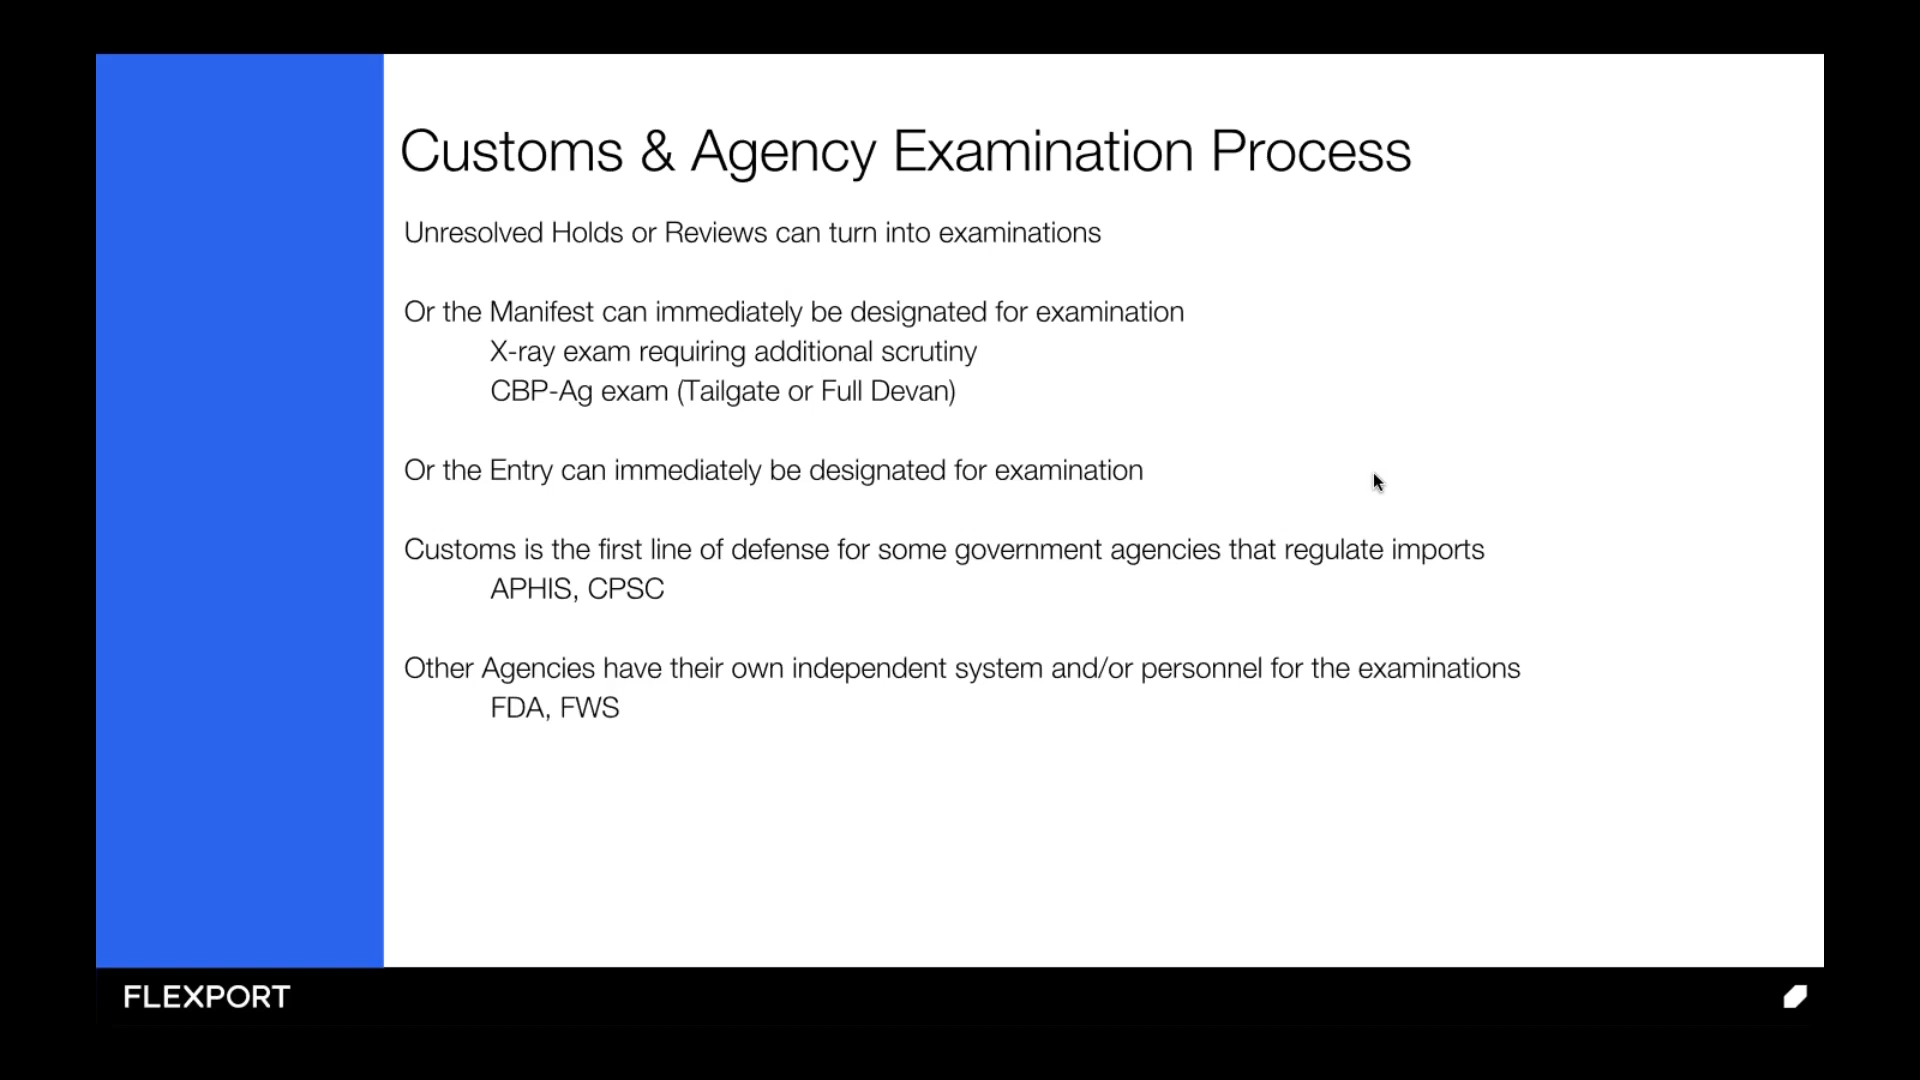 Customs & Agency Examination Process
Unresolved Holds or Reviews can turn into examinations
Or the Manifest can immediately be designated for examination
X-ray exam requiring additional scrutiny
CBP-Ag exam (Tailgate or Full Devan)
Or the Entry can immediately be designated for examination
Customs is the first line of defense for some government agencies that regulate imports
APHIS, CPSC
Other Agencies have their own independent system and/or personnel for the examinations
FDA, FWS
FLEXPORT